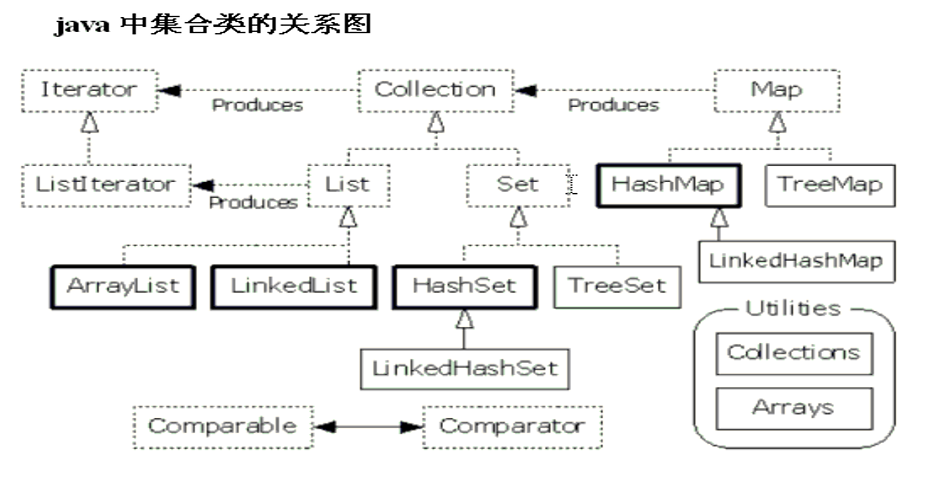 java 中集合类的关系图
Iterator
Produces
Collection
Produces
Map
ListIterator
Produces
List
Set
HashMap
TreeMap
ArrayList
LinkedList
HashSet
TreeSet
LinkedHashMap
LinkedHashSet
Utilities
Collections
Arrays
Comparable
Comparator